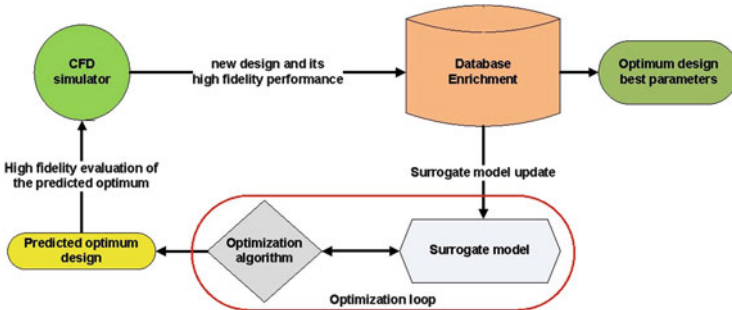 CFD
simulator
new design and its
high fidelity performance
Database
Enrichment
Optimum design
best parameters
High fidelity evaluation of
the predicted optimum
Surrogate model update
Predicted optimum
design
Optimization
algorithm
Surrogate model
Optimization loop